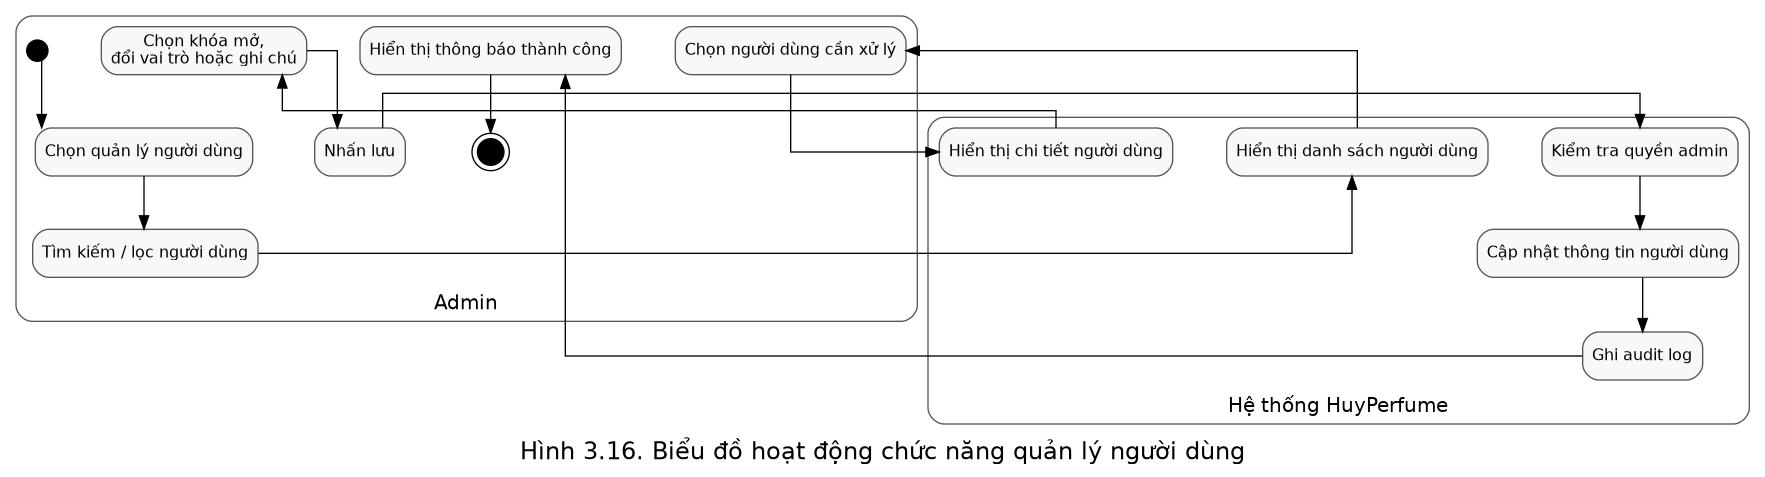 Chọn khóa mở,
đổi vai trò hoặc ghi chú
Hiển thị thông báo thành công
Chọn người dùng cần xử lý
Chọn quản lý người dùng
Nhấn lưu
Hiển thị chi tiết người dùng
Hiển thị danh sách người dùng
Kiểm tra quyền admin
Tìm kiếm / lọc người dùng
Cập nhật thông tin người dùng
Admin
Ghi audit log
Hệ thống HuyPerfume
Hình 3.16. Biểu đồ hoạt động chức năng quản lý người dùng